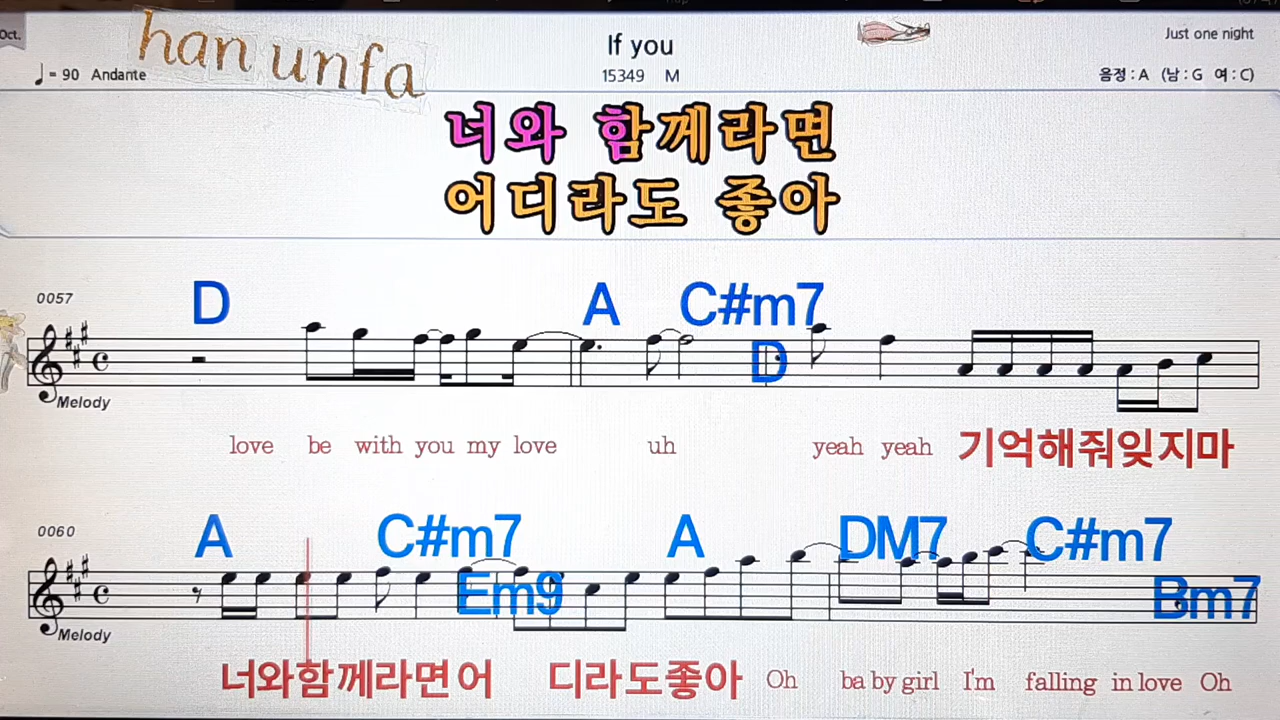 Oct.
han unfa
If you
Just one night
♩= 90 Andante
15349 M
음정 : A (남 : G 여 : C)
너와 함께라면
어디라도 좋아
0057
D A C#m7
D
Melody
love be with you my love uh yeah yeah 기억해줘잊지마
0060
A C#m7 A DM7 C#m7
Em9 Bm7
Melody
너와함께라면어 디라도좋아 Oh ba by girl I'm falling in love Oh